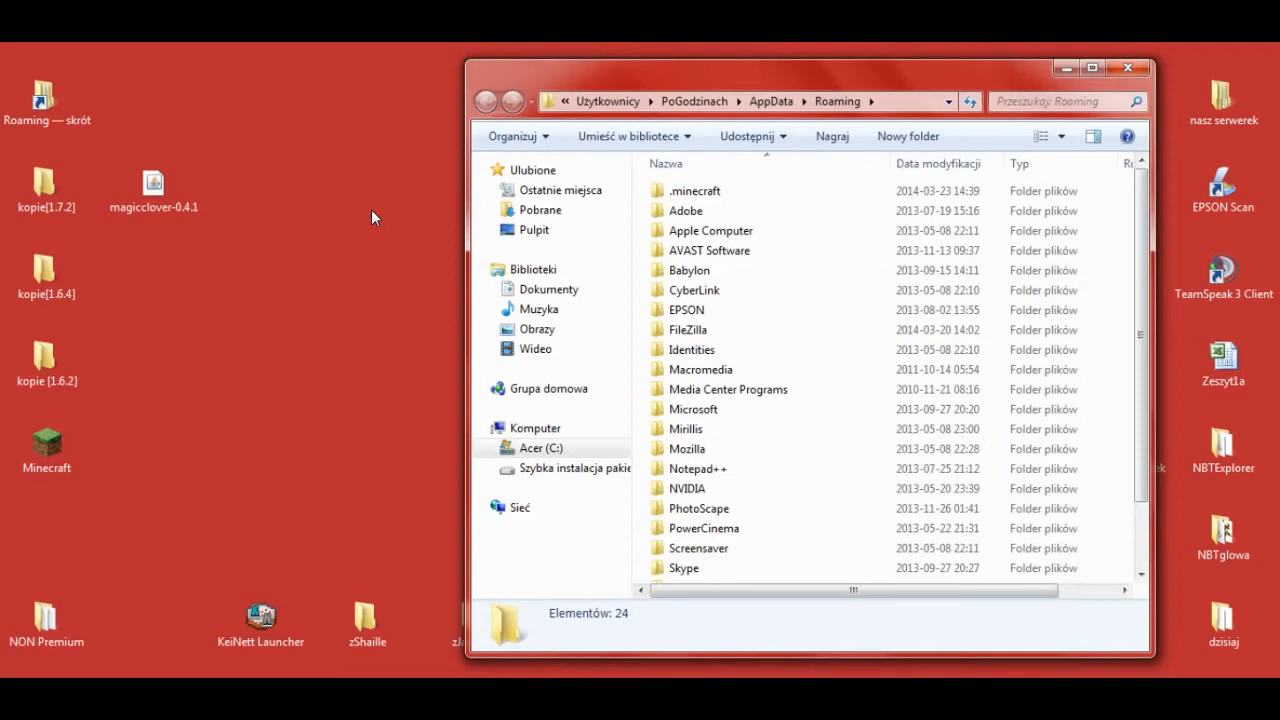 Roaming — skrót
kopie[1.7.2]
magicclover-0.4.1
kopie[1.6.4]
kopie [1.6.2]
Minecraft
NON Premium
KeiNett Launcher
zShaille
« Użytkownicy PoGodzinach AppData Roaming
Przeszukaj: Roaming
Organizuj Umieść w bibliotece Udostępnij Nagraj Nowy folder
Ulubione
Ostatnie miejsca
Pobrane
Pulpit
Biblioteki
Dokumenty
Muzyka
Obrazy
Wideo
Grupa domowa
Komputer
Acer (C:)
Szybka instalacja pakie
Sieć
Nazwa Data modyfikacji Typ
.minecraft 2014-03-23 14:39 Folder plików
Adobe 2013-07-19 15:16 Folder plików
Apple Computer 2013-05-08 22:11 Folder plików
AVAST Software 2013-11-13 09:37 Folder plików
Babylon 2013-09-15 14:11 Folder plików
CyberLink 2013-05-08 22:10 Folder plików
EPSON 2013-08-02 13:55 Folder plików
FileZilla 2014-03-20 14:02 Folder plików
Identities 2013-05-08 22:10 Folder plików
Macromedia 2011-10-14 05:54 Folder plików
Media Center Programs 2010-11-21 08:16 Folder plików
Microsoft 2013-09-27 20:20 Folder plików
Mirillis 2013-05-08 23:00 Folder plików
Mozilla 2013-05-08 22:28 Folder plików
Notepad++ 2013-07-25 21:12 Folder plików
NVIDIA 2013-05-20 23:39 Folder plików
PhotoScape 2013-11-26 01:41 Folder plików
PowerCinema 2013-05-22 21:31 Folder plików
Screensaver 2013-05-08 22:11 Folder plików
Skype 2013-09-27 20:27 Folder plików
Elementów: 24
nasz serwerek
EPSON Scan
TeamSpeak 3 Client
Zeszyt1a
NBTExplorer
NBTglowa
dzisiaj